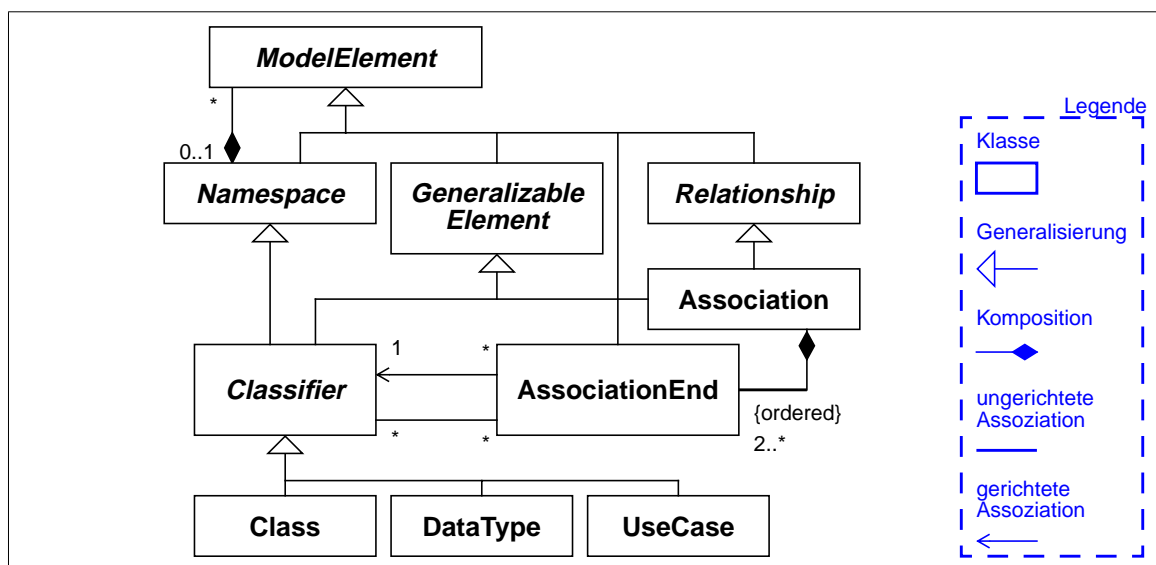 ModelElement
*
0..1
Namespace
Generalizable
Element
Relationship
Association
1
*
Classifier
AssociationEnd
*
*
{ordered}
2..*
Class
DataType
UseCase
Legende
Klasse
Generalisierung
Komposition
ungerichtete
Assoziation
gerichtete
Assoziation